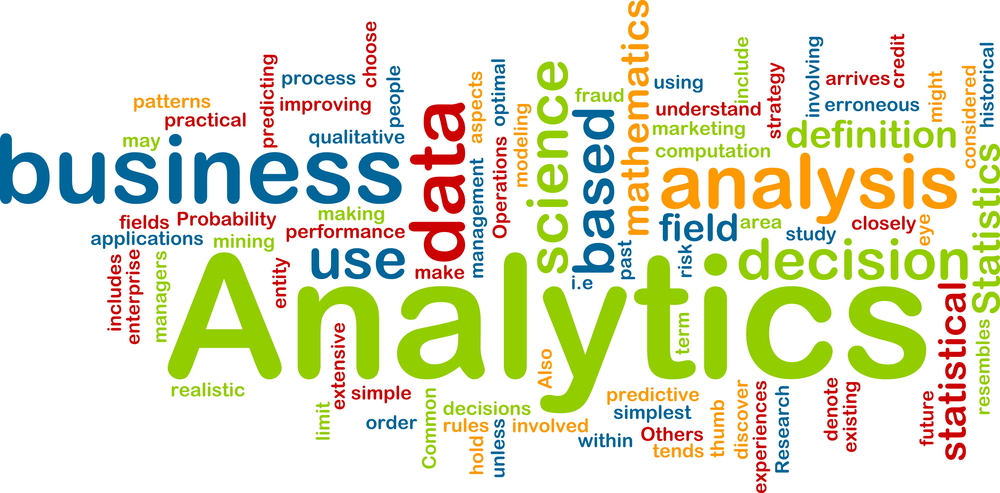 choose
mathematics
process
people
predicting
patterns
improving
practical
may
qualitative
business
data
aspects
optimal
modeling
management
Operations
science
fraud
based
i.e
using
include
understand
strategy
marketing
computation
involving
arrives
credit
erroneous
might
considered
historical
definition
analysis
Statistics
fields
Probability
making
performance
applications
mining
use
make
past
field
area
study
closely
eye
risk
decision
includes
enterprise
managers
entity
Analytics
term
statistical
resembles
realistic
extensive
limit
simple
order
Common
decisions
rules
hold
unless
involved
Also
predictive
simplest
within
Others
tends
thumb
discover
experiences
Research
denote
existing
future